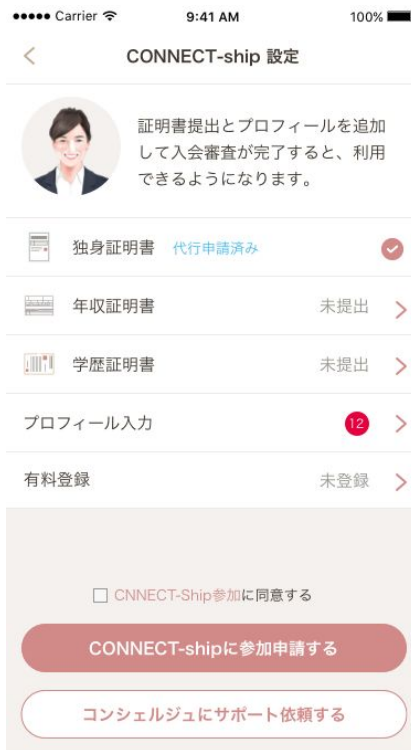 Carrier 9:41 AM 100%
CONNECT-ship 設定
証明書提出とプロフィールを追加
して入会審査が完了すると、利用
できるようになります。
独身証明書 代行申請済み
年収証明書 未提出
学歴証明書 未提出
プロフィール入力 12
有料登録 未登録
CNNECT-Ship参加に同意する
CONNECT-shipに参加申請する
コンシェルジュにサポート依頼する